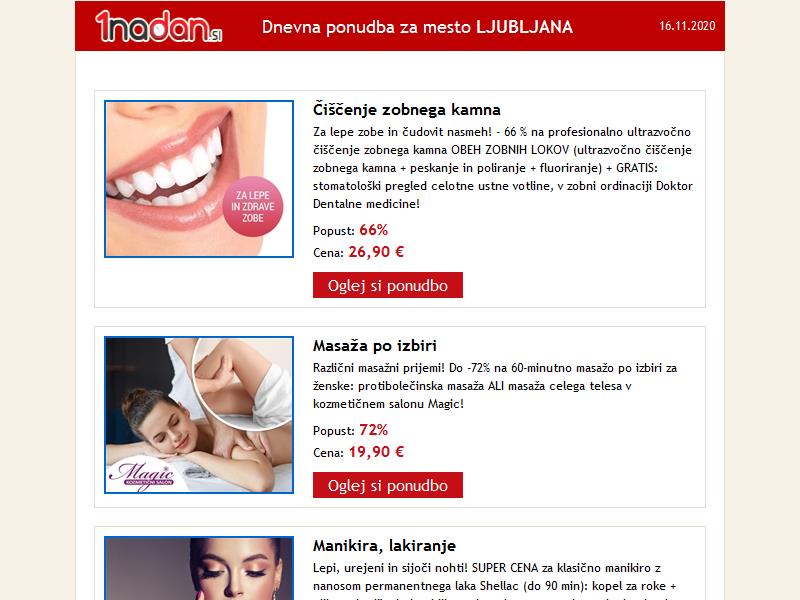 1nadan.si
Dnevna ponudba za mesto LJUBLJANA
16.11.2020
ZA LEPE
IN ZDRAVE
ZOBE
Čiščenje zobnega kamna
Za lepe zobe in čudovit nasmeh! - 66 % na profesionalno ultrazvočno
čiščenje zobnega kamna OBEH ZOBNIH LOKOV (ultrazvočno čiščenje
zobnega kamna + peskanje in poliranje + fluoriranje) + GRATIS:
stomatološki pregled celotne ustne votline, v zobni ordinaciji Doktor
Dentalne medicine!
Popust: 66%
Cena: 26,90 €
Oglej si ponudbo
Magic
KOZMETIČNI SALON
Masaža po izbiri
Različni masažni prijemi! Do -72% na 60-minutno masažo po izbiri za
ženske: protibolečinska masaža ALI masaža celega telesa v
kozmetičnem salonu Magic!
Popust: 72%
Cena: 19,90 €
Oglej si ponudbo
Manikira, lakiranje
Lepi, urejeni in sijoči nohti! SUPER CENA za klasično manikiro z
nanosom permanentnega laka Shellac (do 90 min): kopel za roke +